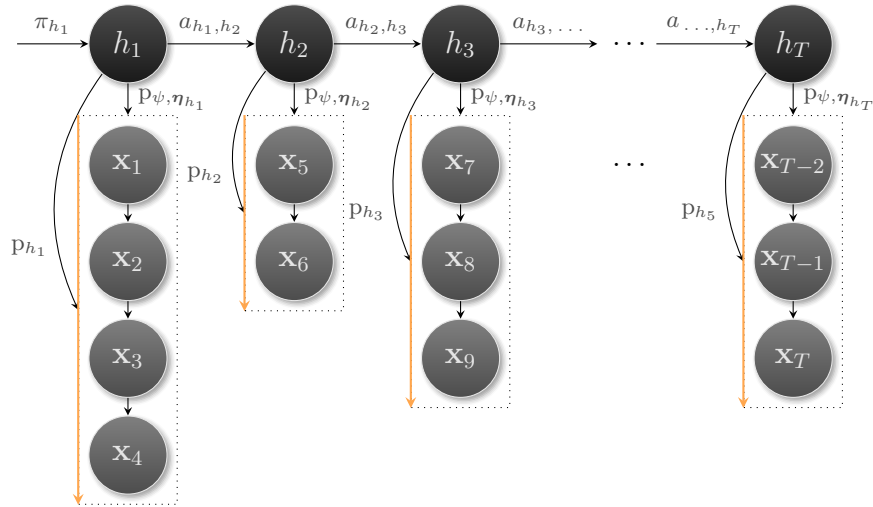 π_{h_1} h_1 a_{h_1,h_2} h_2 a_{h_2,h_3} h_3 a_{h_3,...} ... a_{...,h_T} h_T
p_{ψ,η_{h_1}} p_{ψ,η_{h_2}} p_{ψ,η_{h_3}} p_{ψ,η_{h_T}}
x_1 x_5 x_7 ... x_{T−2}
p_{h_2}
p_{h_3} p_{h_5}
p_{h_1} x_2 x_6 x_8 x_{T−1}
x_3 x_9 x_T
x_4